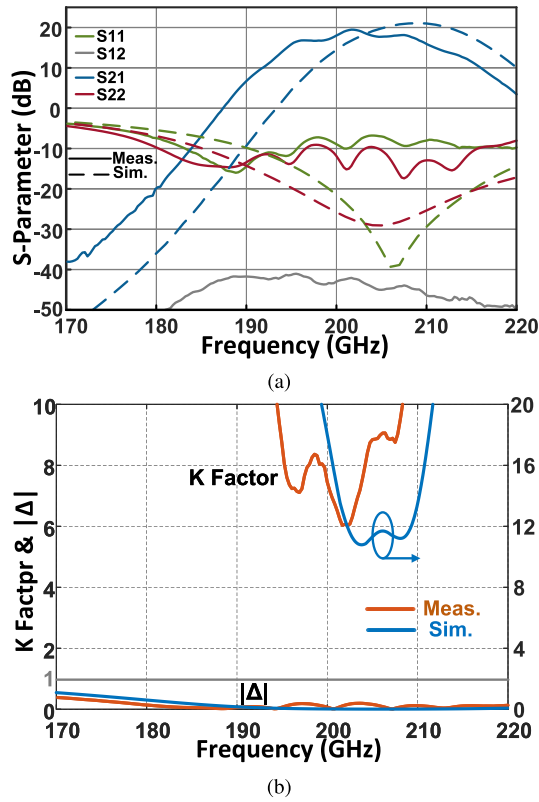 S11
S12
S21
S22
Meas.
Sim.
S-Parameter (dB)
30
20
10
0
-10
-20
-30
-40
-50
170 180 190 200 210 220
Frequency (GHz)
(a)
K Factpr & |Δ|
10
8
6
4
2
1
0
20
16
12
8
4
0
K Factor
Meas.
Sim.
|Δ|
170 180 190 200 210 220
Frequency (GHz)
(b)